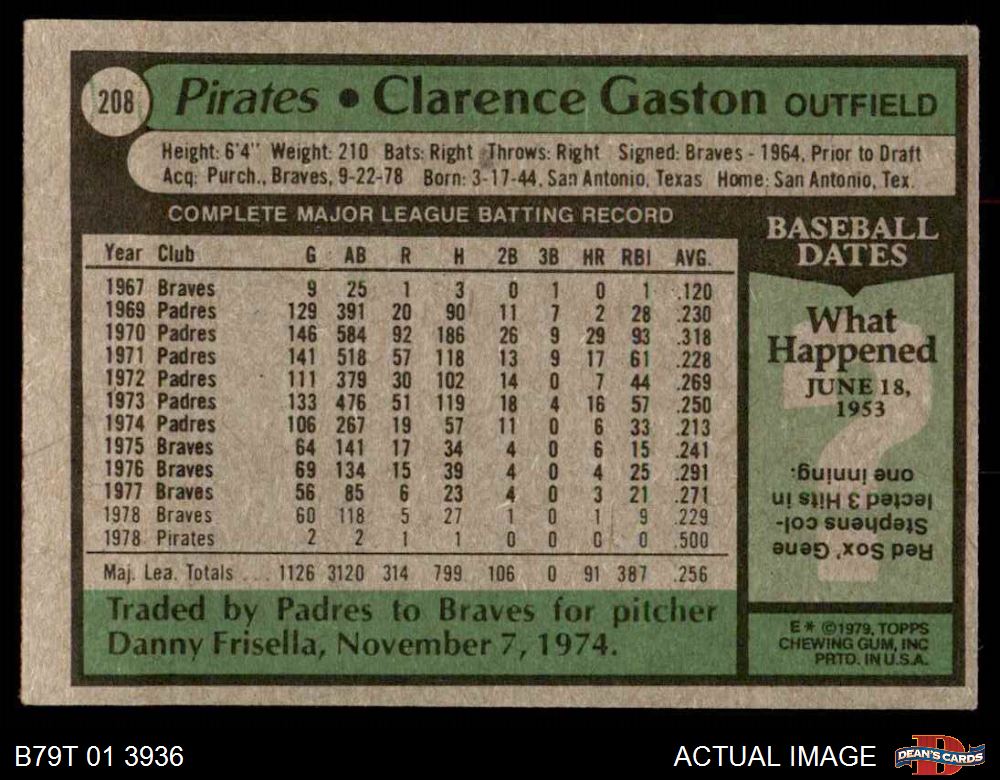 208 Pirates • Clarence Gaston OUTFIELD
Height: 6'4" Weight: 210 Bats: Right Throws: Right Signed: Braves - 1964, Prior to Draft
Acq: Purch., Braves, 9-22-78 Born: 3-17-44, San Antonio, Texas Home: San Antonio, Tex.
COMPLETE MAJOR LEAGUE BATTING RECORD
Year Club G AB R H 2B 3B HR RBI AVG.
1967 Braves 9 25 1 3 0 1 0 1 .120
1969 Padres 129 391 20 90 11 7 2 28 .230
1970 Padres 146 584 92 186 26 9 29 93 .318
1971 Padres 141 518 57 118 13 9 17 61 .228
1972 Padres 111 379 30 102 14 0 7 44 .269
1973 Padres 133 476 51 119 18 4 16 57 .250
1974 Padres 106 267 19 57 11 0 6 33 .213
1975 Braves 64 141 17 34 4 0 6 15 .241
1976 Braves 69 134 15 39 4 0 4 25 .291
1977 Braves 56 85 6 23 4 0 3 21 .271
1978 Braves 60 118 5 27 1 0 1 9 .229
1978 Pirates 2 2 1 1 0 0 0 0 .500
Maj. Lea. Totals ... 1126 3120 314 799 106 0 91 387 .256
Traded by Padres to Braves for pitcher
Danny Frisella, November 7, 1974.
BASEBALL
DATES
What
Happened
JUNE 18,
1953
?
Red Sox' Gene
Stephens col-
lected 3 Hits in
one inning.
E * ©1979, TOPPS
CHEWING GUM, INC
PRTD. IN U.S.A.
B79T 01 3936
ACTUAL IMAGE
D
DEAN'S CARDS